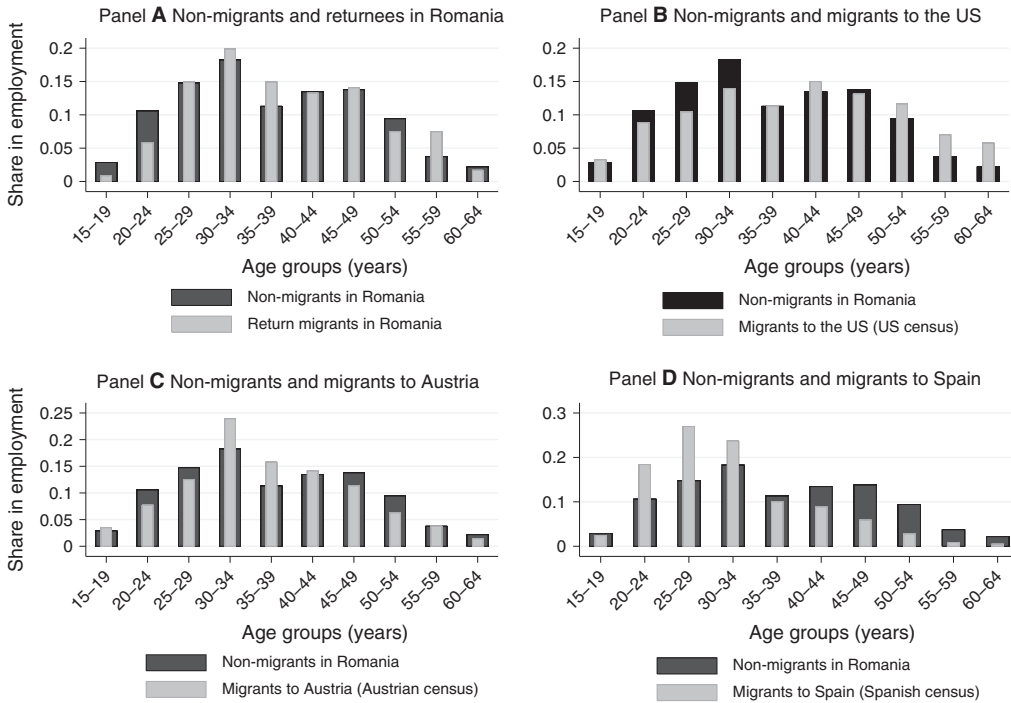 Panel A Non-migrants and returnees in Romania
Share in employment
0.2
0.15
0.1
0.05
0
15–19 20–24 25–29 30–34 35–39 40–44 45–49 50–54 55–59 60–64
Age groups (years)
Non-migrants in Romania
Return migrants in Romania
Panel B Non-migrants and migrants to the US
0.2
0.15
0.1
0.05
0
15–19 20–24 25–29 30–34 35–39 40–44 45–49 50–54 55–59 60–64
Age groups (years)
Non-migrants in Romania
Migrants to the US (US census)
Panel C Non-migrants and migrants to Austria
Share in employment
0.25
0.2
0.15
0.1
0.05
0
15–19 20–24 25–29 30–34 35–39 40–44 45–49 50–54 55–59 60–64
Age groups (years)
Non-migrants in Romania
Migrants to Austria (Austrian census)
Panel D Non-migrants and migrants to Spain
0.3
0.2
0.1
0
15–19 20–24 25–29 30–34 35–39 40–44 45–49 50–54 55–59 60–64
Age groups (years)
Non-migrants in Romania
Migrants to Spain (Spanish census)